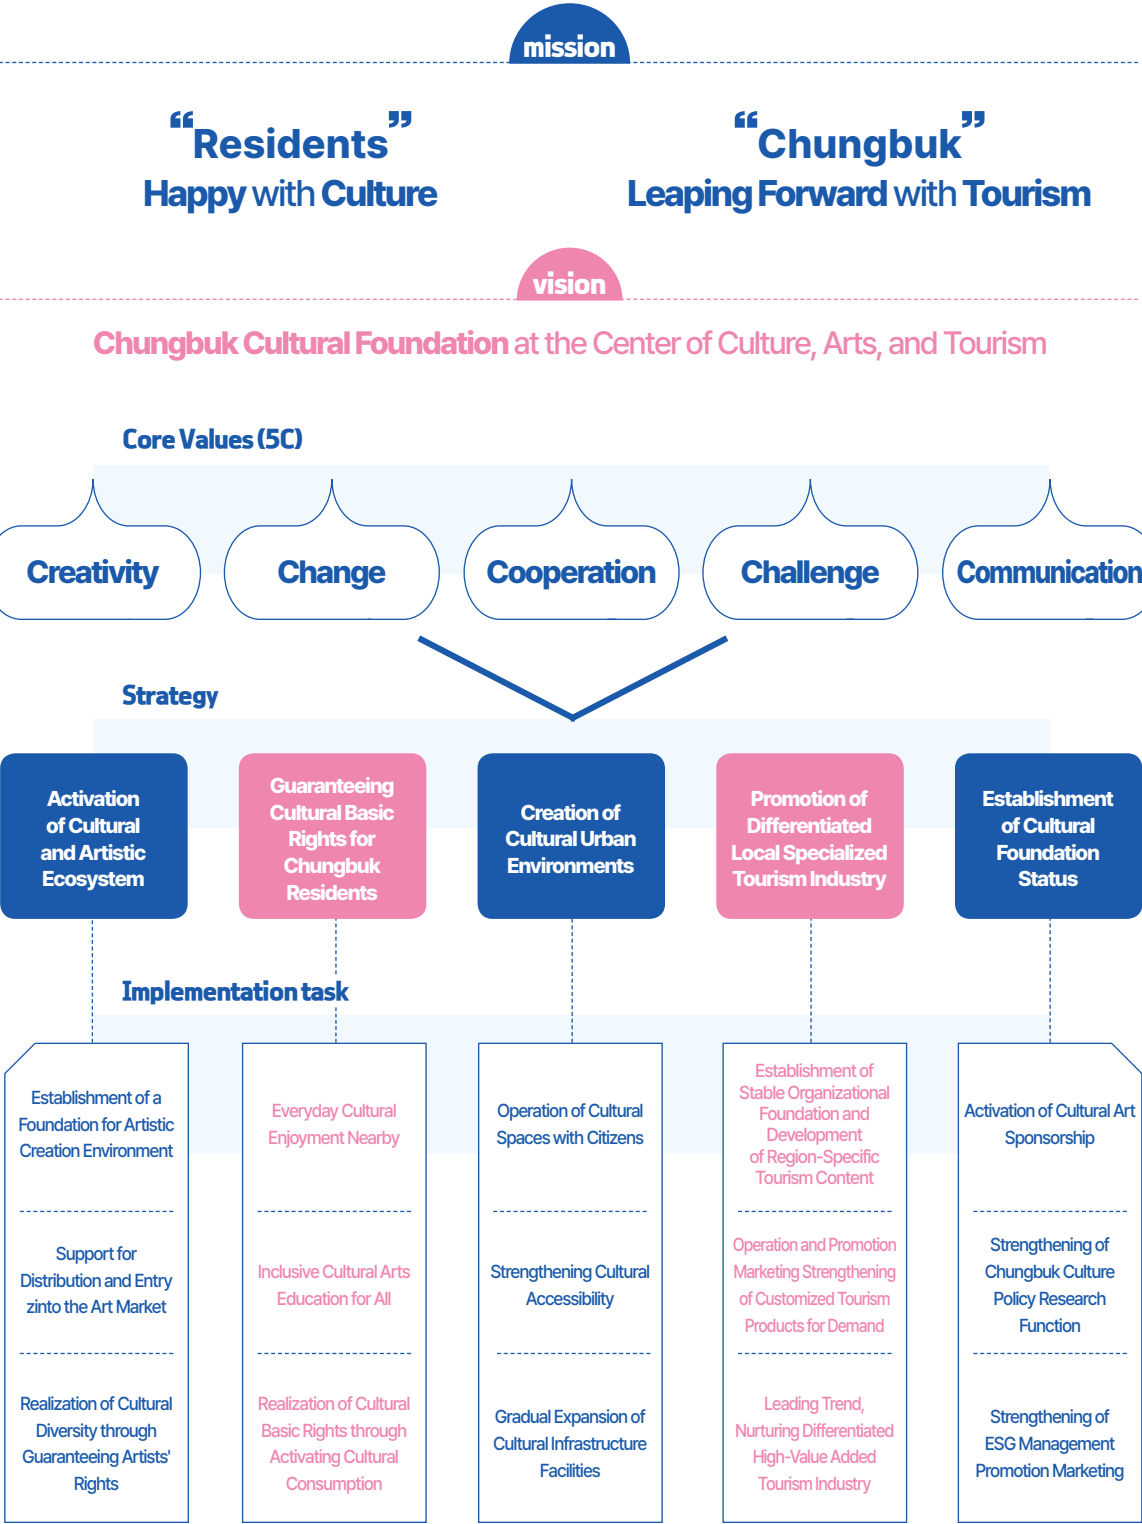 mission
“Residents”
Happy with Culture
“Chungbuk”
Leaping Forward with Tourism
vision
Chungbuk Cultural Foundation at the Center of Culture, Arts, and Tourism
Core Values (5C)
Creativity
Change
Cooperation
Challenge
Communication
Strategy
Activation
of Cultural
and Artistic
Ecosystem
Guaranteeing
Cultural Basic
Rights for
Chungbuk
Residents
Creation of
Cultural Urban
Environments
Promotion of
Differentiated
Local Specialized
Tourism Industry
Establishment
of Cultural
Foundation
Status
Implementation task
Establishment of a
Foundation for Artistic
Creation Environment
Support for
Distribution and Entry
zinto the Art Market
Realization of Cultural
Diversity through
Guaranteeing Artists'
Rights
Everyday Cultural
Enjoyment Nearby
Inclusive Cultural Arts
Education for All
Realization of Cultural
Basic Rights through
Activating Cultural
Consumption
Operation of Cultural
Spaces with Citizens
Strengthening Cultural
Accessibility
Gradual Expansion of
Cultural Infrastructure
Facilities
Establishment of
Stable Organizational
Foundation and
Development
of Region-Specific
Tourism Content
Operation and Promotion
Marketing Strengthening
of Customized Tourism
Products for Demand
Leading Trend,
Nurturing Differentiated
High-Value Added
Tourism Industry
Activation of Cultural Art
Sponsorship
Strengthening of
Chungbuk Culture
Policy Research
Function
Strengthening of
ESG Management
Promotion Marketing